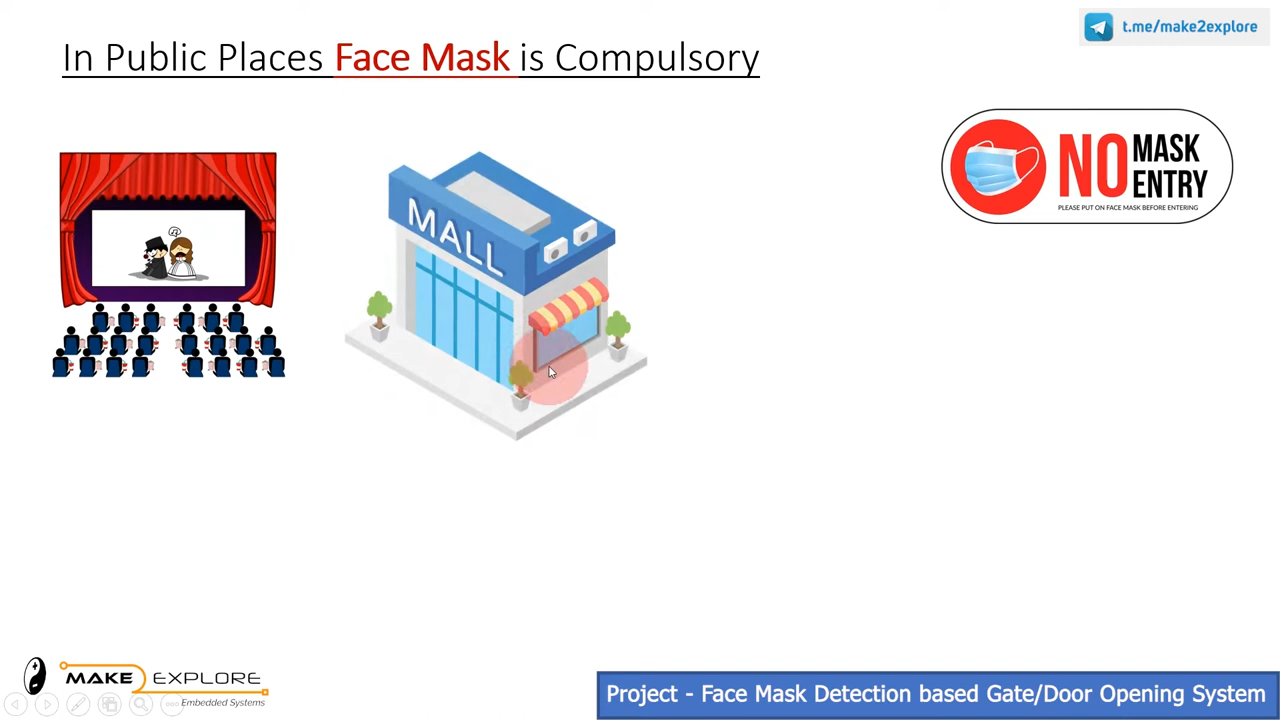 t.me/make2explore
In Public Places Face Mask is Compulsory
NO MASK ENTRY
PLEASE PUT ON FACE MASK BEFORE ENTERING
MALL
MAKE EXPLORE
Embedded Systems
Project - Face Mask Detection based Gate/Door Opening System